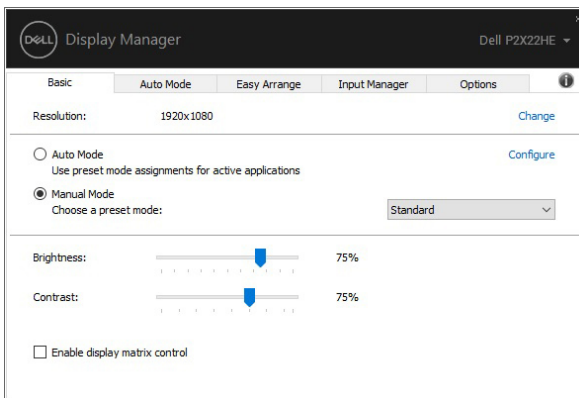 DELL Display Manager Dell P2X22HE
Basic Auto Mode Easy Arrange Input Manager Options
Resolution: 1920x1080 Change
Auto Mode Configure
Use preset mode assignments for active applications
Manual Mode
Choose a preset mode: Standard
Brightness: 75%
Contrast: 75%
Enable display matrix control